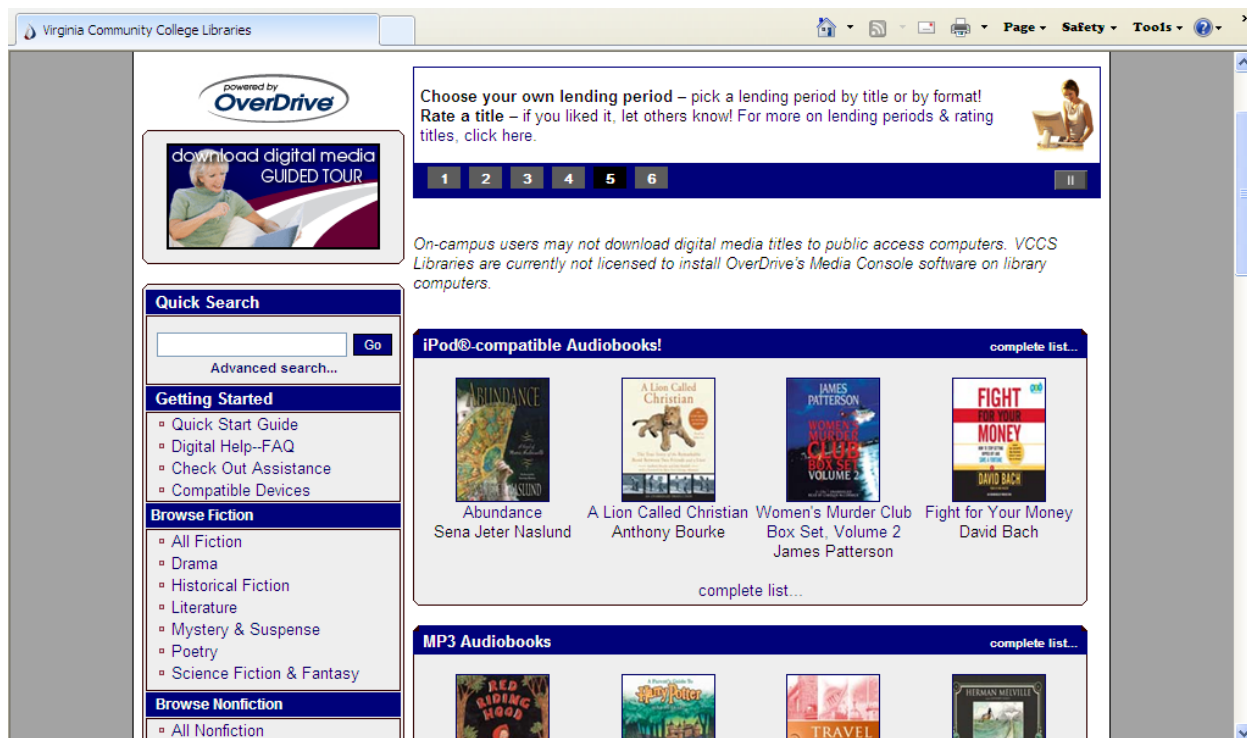 Virginia Community College Libraries
Page
Safety
Tools
powered by
OverDrive
download digital media
GUIDED TOUR
Choose your own lending period – pick a lending period by title or by format!
Rate a title – if you liked it, let others know! For more on lending periods & rating
titles, click here.
1 2 3 4 5 6
On-campus users may not download digital media titles to public access computers. VCCS
Libraries are currently not licensed to install OverDrive's Media Console software on library
computers.
Quick Search
Go
Advanced search...
Getting Started
Quick Start Guide
Digital Help--FAQ
Check Out Assistance
Compatible Devices
Browse Fiction
All Fiction
Drama
Historical Fiction
Literature
Mystery & Suspense
Poetry
Science Fiction & Fantasy
Browse Nonfiction
All Nonfiction
iPod®-compatible Audiobooks!
complete list...
ABUNDANCE
NASLUND
A Lion Called
Christian
JAMES
PATTERSON
WOMEN'S
MURDER
CLUB
BOX SET
VOLUME 2
FIGHT
FOR YOUR
MONEY
DAVID BACH
Abundance
Sena Jeter Naslund
A Lion Called Christian
Anthony Bourke
Women's Murder Club
Box Set, Volume 2
James Patterson
Fight for Your Money
David Bach
complete list...
MP3 Audiobooks
complete list...
RED
RIDING
HOOD
A Parent's Guide To
Harry Potter
TRAVEL
HERMAN MELVILLE